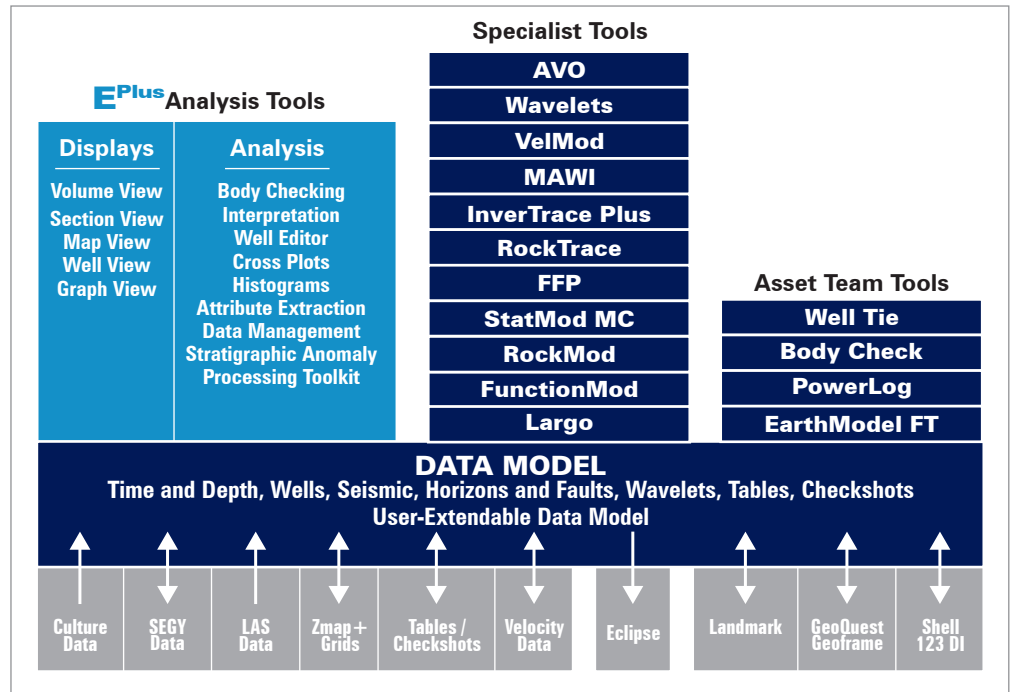 Specialist Tools
AVO
Wavelets
VelMod
MAWI
InverTrace Plus
RockTrace
FFP
StatMod MC
RockMod
FunctionMod
Largo
EPlus Analysis Tools
Displays
Volume View
Section View
Map View
Well View
Graph View
Analysis
Body Checking
Interpretation
Well Editor
Cross Plots
Histograms
Attribute Extraction
Data Management
Stratigraphic Anomaly
Processing Toolkit
Asset Team Tools
Well Tie
Body Check
PowerLog
EarthModel FT
DATA MODEL
Time and Depth, Wells, Seismic, Horizons and Faults, Wavelets, Tables, Checkshots
User-Extendable Data Model
Culture
Data
SEGY
Data
LAS
Data
Zmap+
Grids
Tables /
Checkshots
Velocity
Data
Eclipse
Landmark
GeoQuest
Geoframe
Shell
123 DI